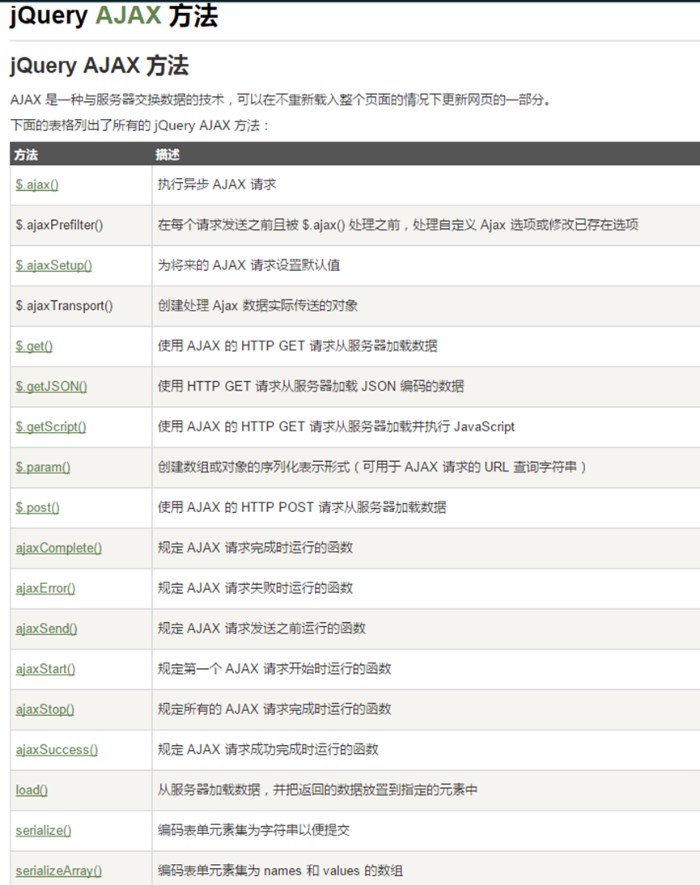 jQuery AJAX 方法
jQuery AJAX 方法
AJAX 是一种与服务器交换数据的技术，可以在不重新载入整个页面的情况下更新网页的一部分。
下面的表格列出了所有的 jQuery AJAX 方法：
方法 描述
$.ajax() 执行异步 AJAX 请求
$.ajaxPrefilter() 在每个请求发送之前且被 $.ajax() 处理之前，处理自定义 Ajax 选项或修改已存在选项
$.ajaxSetup() 为将来的 AJAX 请求设置默认值
$.ajaxTransport() 创建处理 Ajax 数据实际传送的对象
$.get() 使用 AJAX 的 HTTP GET 请求从服务器加载数据
$.getJSON() 使用 HTTP GET 请求从服务器加载 JSON 编码的数据
$.getScript() 使用 AJAX 的 HTTP GET 请求从服务器加载并执行 JavaScript
$.param() 创建数组或对象的序列化表示形式（可用于 AJAX 请求的 URL 查询字符串）
$.post() 使用 AJAX 的 HTTP POST 请求从服务器加载数据
ajaxComplete() 规定 AJAX 请求完成时运行的函数
ajaxError() 规定 AJAX 请求失败时运行的函数
ajaxSend() 规定 AJAX 请求发送之前运行的函数
ajaxStart() 规定第一个 AJAX 请求开始时运行的函数
ajaxStop() 规定所有的 AJAX 请求完成时运行的函数
ajaxSuccess() 规定 AJAX 请求成功完成时运行的函数
load() 从服务器加载数据，并把返回的数据放置到指定的元素中
serialize() 编码表单元素集为字符串以便提交
serializeArray() 编码表单元素集为 names 和 values 的数组